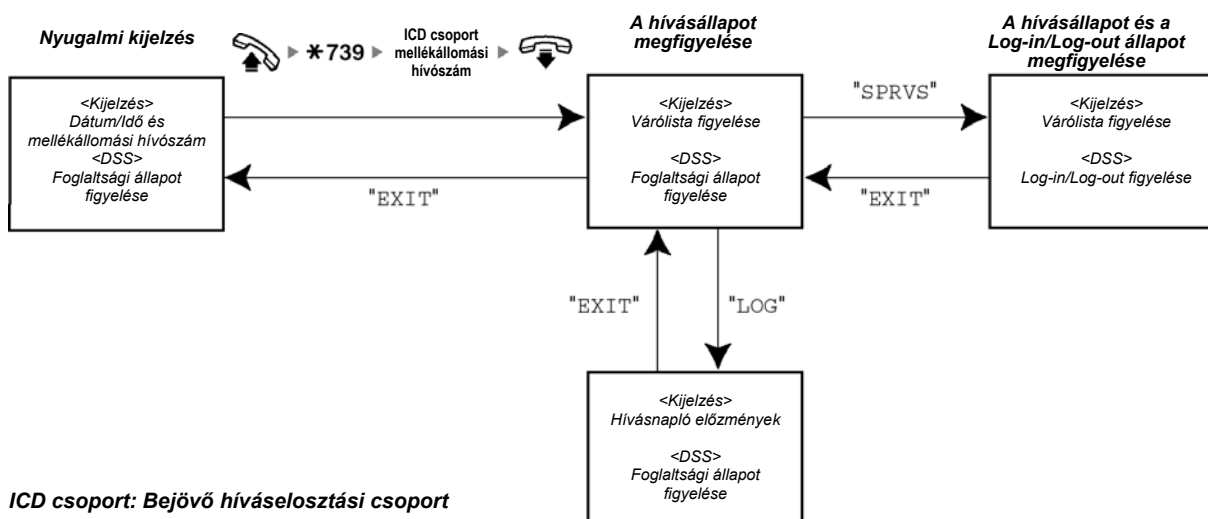 Nyugalmi kijelzés
*739
ICD csoport
mellékállomási
hívószám
A hívásállapot
megfigyelése
A hívásállapot és a
Log-in/Log-out állapot
megfigyelése
<Kijelzés>
Dátum/Idő és
mellékállomási hívószám
<DSS>
Foglaltsági állapot
figyelése
"EXIT"
<Kijelzés>
Várólista figyelése
<DSS>
Foglaltsági állapot
figyelése
"SPRVS"
"EXIT"
<Kijelzés>
Várólista figyelése
<DSS>
Log-in/Log-out figyelése
"EXIT"
"LOG"
<Kijelzés>
Hívásnapló előzmények
<DSS>
Foglaltsági állapot
figyelése
ICD csoport: Bejövő híváselosztási csoport